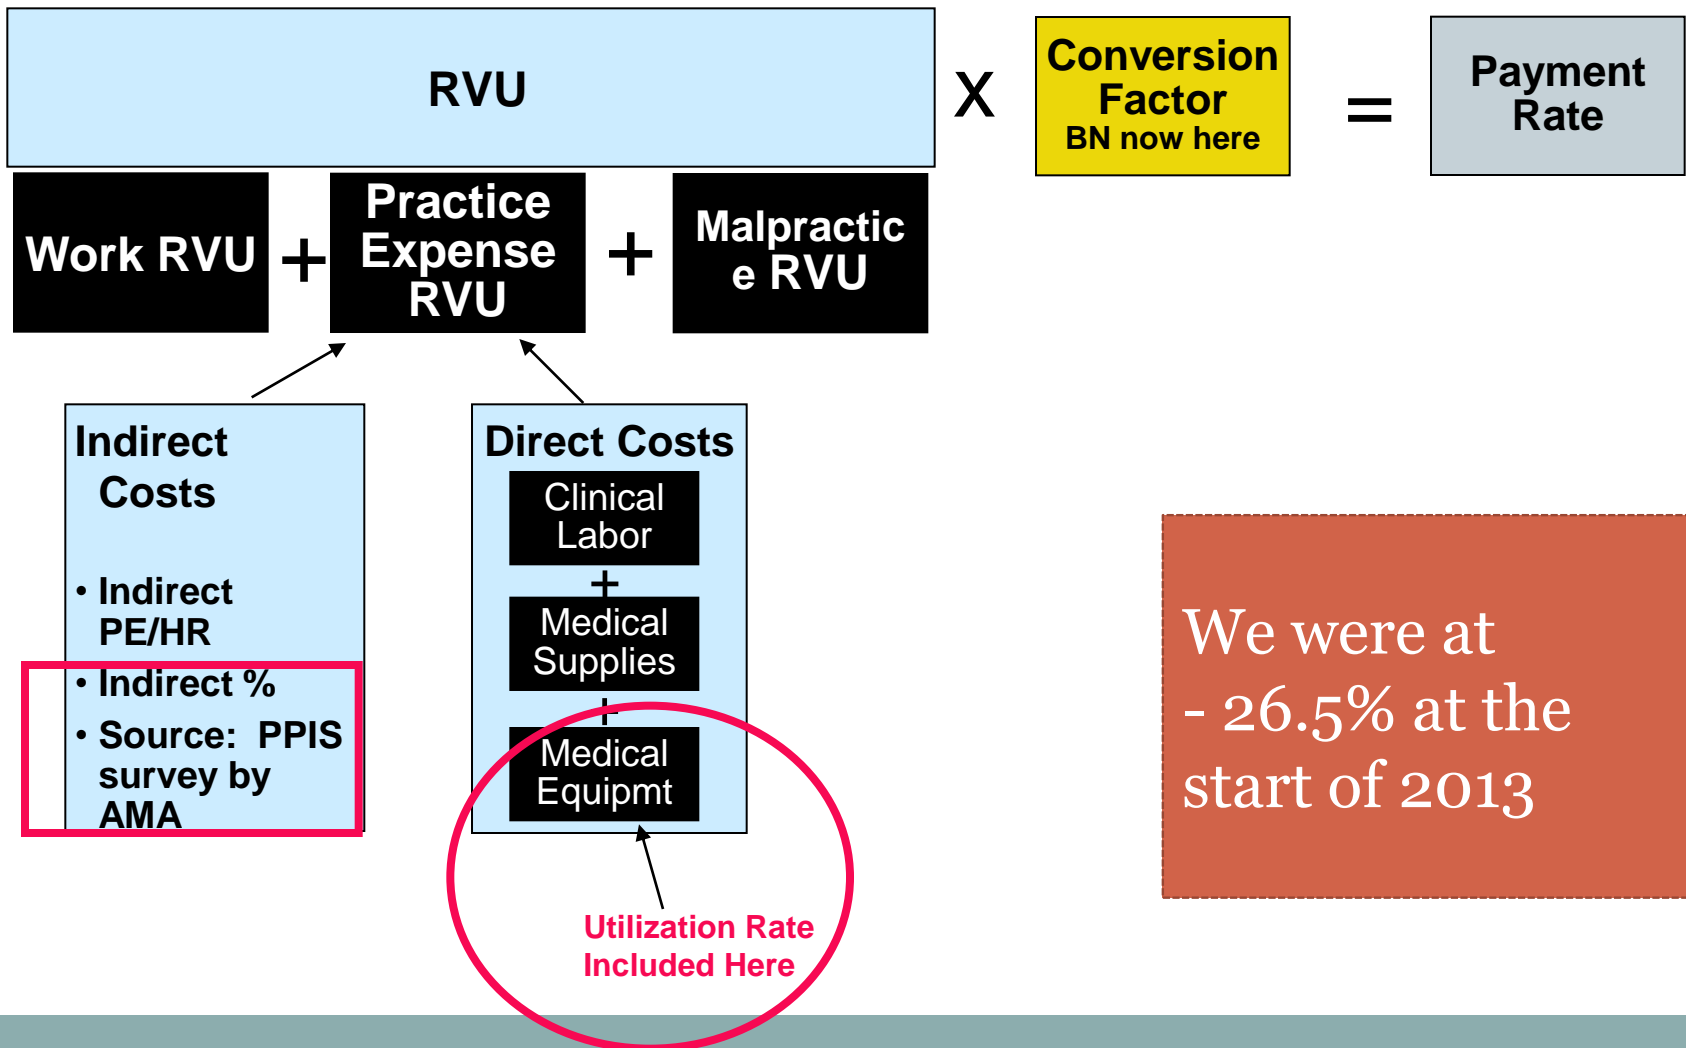 RVU
X
Conversion
Factor
BN now here
=
Payment
Rate
Work RVU
+
Practice
Expense
RVU
+
Malpractic
e RVU
Indirect
Costs
• Indirect
PE/HR
• Indirect %
• Source: PPIS
survey by
AMA
Direct Costs
Clinical
Labor
+
Medical
Supplies
+
Medical
Equipmt
Utilization Rate
Included Here
We were at
- 26.5% at the
start of 2013